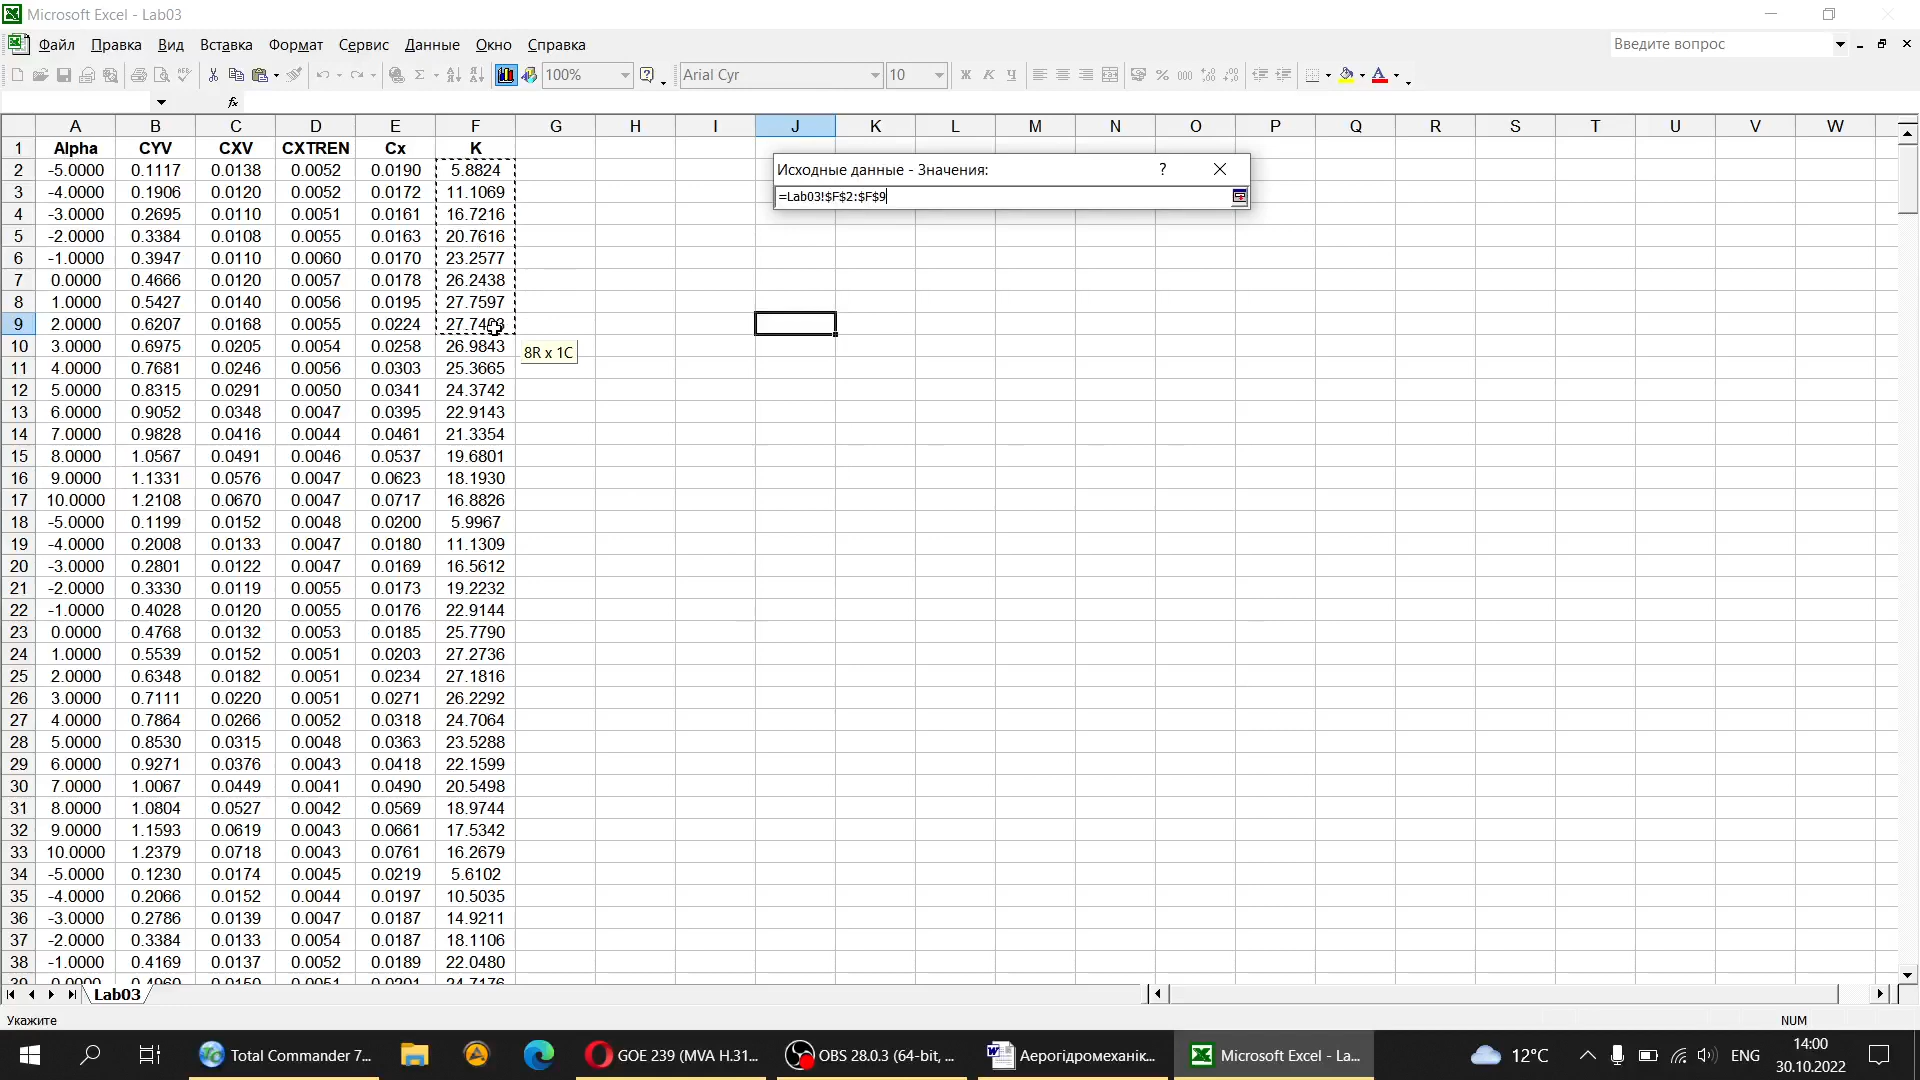 Microsoft Excel - Lab03
Файл Правка Вид Вставка Формат Сервис Данные Окно Справка
Введите вопрос
100% Arial Cyr 10 Ж К Ч
fx
A B C D E F G H I J K L M N O P Q R S T U V W
1 Alpha CYV CXV CXTREN Cx K
2 -5.0000 0.1117 0.0138 0.0052 0.0190 5.8824
3 -4.0000 0.1906 0.0120 0.0052 0.0172 11.1069
4 -3.0000 0.2695 0.0110 0.0051 0.0161 16.7216
5 -2.0000 0.3384 0.0108 0.0055 0.0163 20.7616
6 -1.0000 0.3947 0.0110 0.0060 0.0170 23.2577
7 0.0000 0.4666 0.0120 0.0057 0.0178 26.2438
8 1.0000 0.5427 0.0140 0.0056 0.0195 27.7597
9 2.0000 0.6207 0.0168 0.0055 0.0224
10 3.0000 0.6975 0.0205 0.0054 0.0258 26.9843
11 4.0000 0.7681 0.0246 0.0056 0.0303 25.3665
12 5.0000 0.8315 0.0291 0.0050 0.0341 24.3742
13 6.0000 0.9052 0.0348 0.0047 0.0395 22.9143
14 7.0000 0.9828 0.0416 0.0044 0.0461 21.3354
15 8.0000 1.0567 0.0491 0.0046 0.0537 19.6801
16 9.0000 1.1331 0.0576 0.0047 0.0623 18.1930
17 10.0000 1.2108 0.0670 0.0047 0.0717 16.8826
18 -5.0000 0.1199 0.0152 0.0048 0.0200 5.9967
19 -4.0000 0.2008 0.0133 0.0047 0.0180 11.1309
20 -3.0000 0.2801 0.0122 0.0047 0.0169 16.5612
21 -2.0000 0.3330 0.0119 0.0055 0.0173 19.2232
22 -1.0000 0.4028 0.0120 0.0055 0.0176 22.9144
23 0.0000 0.4768 0.0132 0.0053 0.0185 25.7790
24 1.0000 0.5539 0.0152 0.0051 0.0203 27.2736
25 2.0000 0.6348 0.0182 0.0051 0.0234 27.1816
26 3.0000 0.7111 0.0220 0.0051 0.0271 26.2292
27 4.0000 0.7864 0.0266 0.0052 0.0318 24.7064
28 5.0000 0.8530 0.0315 0.0048 0.0363 23.5288
29 6.0000 0.9271 0.0376 0.0043 0.0418 22.1599
30 7.0000 1.0067 0.0449 0.0041 0.0490 20.5498
31 8.0000 1.0804 0.0527 0.0042 0.0569 18.9744
32 9.0000 1.1593 0.0619 0.0043 0.0661 17.5342
33 10.0000 1.2379 0.0718 0.0043 0.0761 16.2679
34 -5.0000 0.1230 0.0174 0.0045 0.0219 5.6102
35 -4.0000 0.2066 0.0152 0.0044 0.0197 10.5035
36 -3.0000 0.2786 0.0139 0.0047 0.0187 14.9211
37 -2.0000 0.3384 0.0133 0.0054 0.0187 18.1106
38 -1.0000 0.4169 0.0137 0.0052 0.0189 22.0480
Исходные данные - Значения:
=Lab03!$F$2:$F$9
8R x 1C
Lab03
Укажите NUM
Total Commander 7... GOE 239 (MVA H.31... OBS 28.0.3 (64-bit, ... Аерогідромеханік... Microsoft Excel - La... 12°C ENG
14:00
30.10.2022